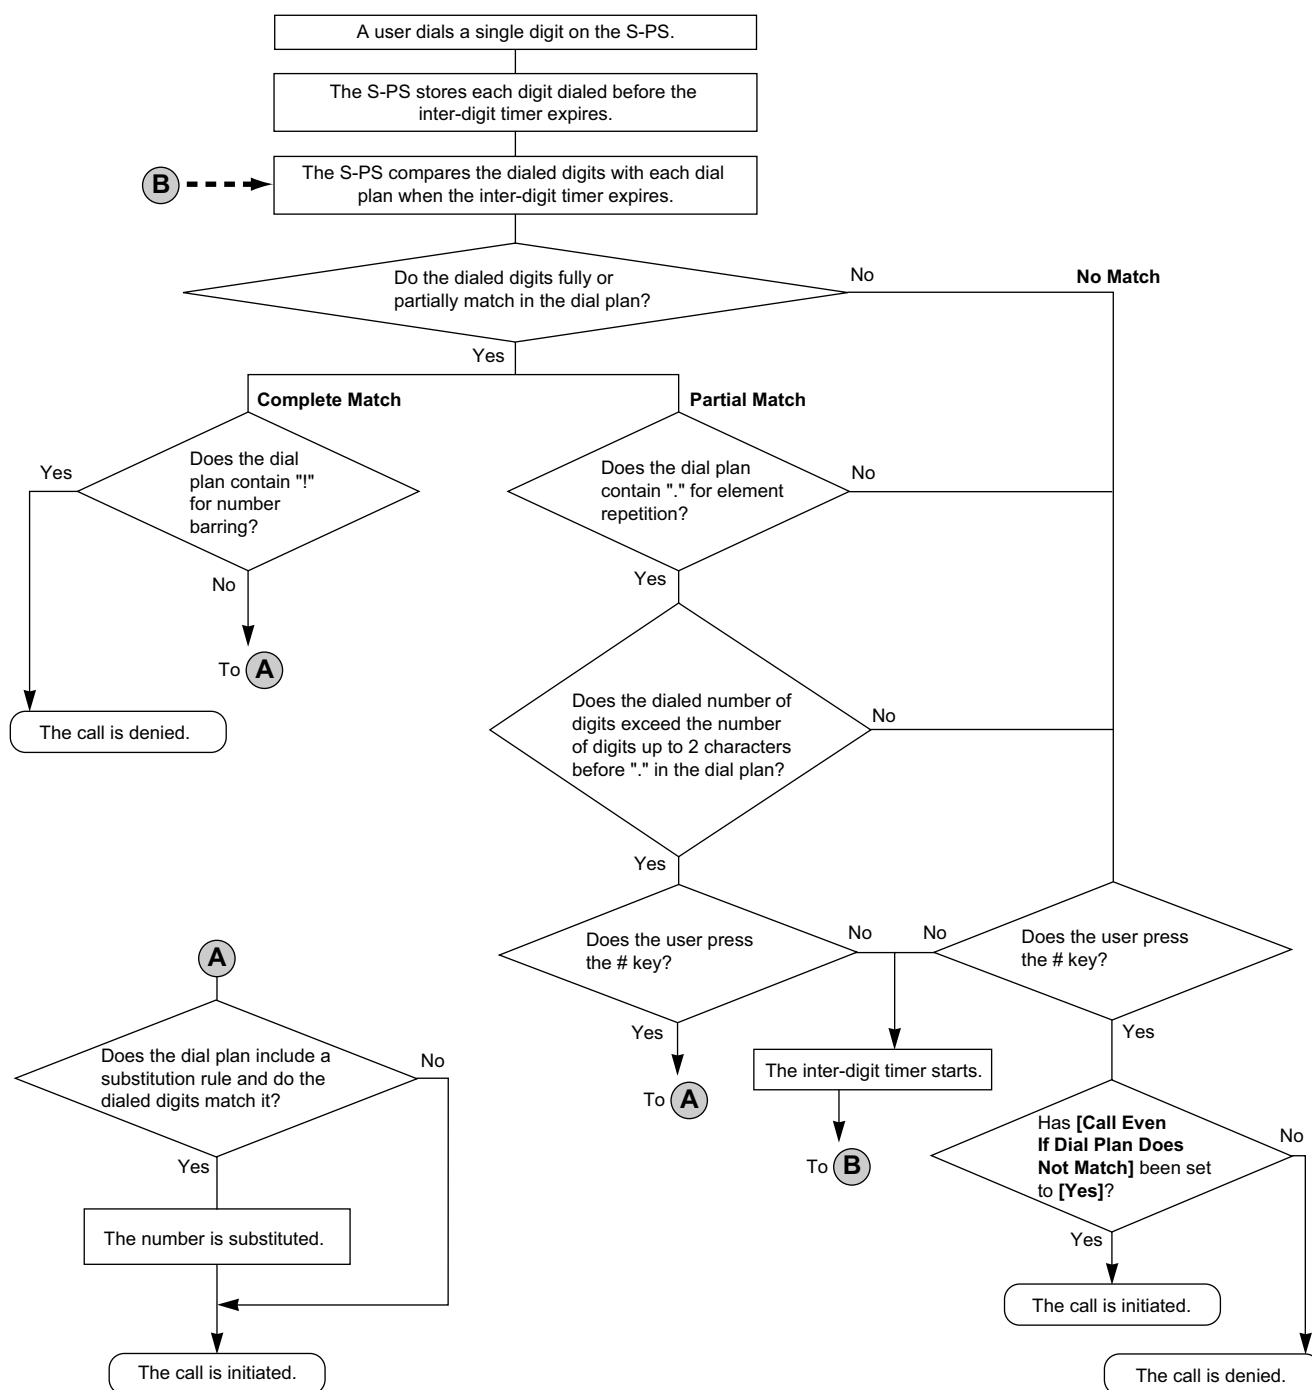 A user dials a single digit on the S-PS.
The S-PS stores each digit dialed before the
inter-digit timer expires.
B
The S-PS compares the dialed digits with each dial
plan when the inter-digit timer expires.
Do the dialed digits fully or
partially match in the dial plan?
No
No Match
Yes
Complete Match
Partial Match
Yes
Does the dial
plan contain "!"
for number
barring?
No
To A
The call is denied.
Does the dial plan
contain "." for element
repetition?
No
Yes
Does the dialed number of
digits exceed the number
of digits up to 2 characters
before "." in the dial plan?
No
Yes
Does the user press
the # key?
No
No
Does the user press
the # key?
Yes
To A
The inter-digit timer starts.
To B
Yes
Has [Call Even
If Dial Plan Does
Not Match] been set
to [Yes]?
No
Yes
The call is initiated.
The call is denied.
A
Does the dial plan include a
substitution rule and do the
dialed digits match it?
No
Yes
The number is substituted.
The call is initiated.